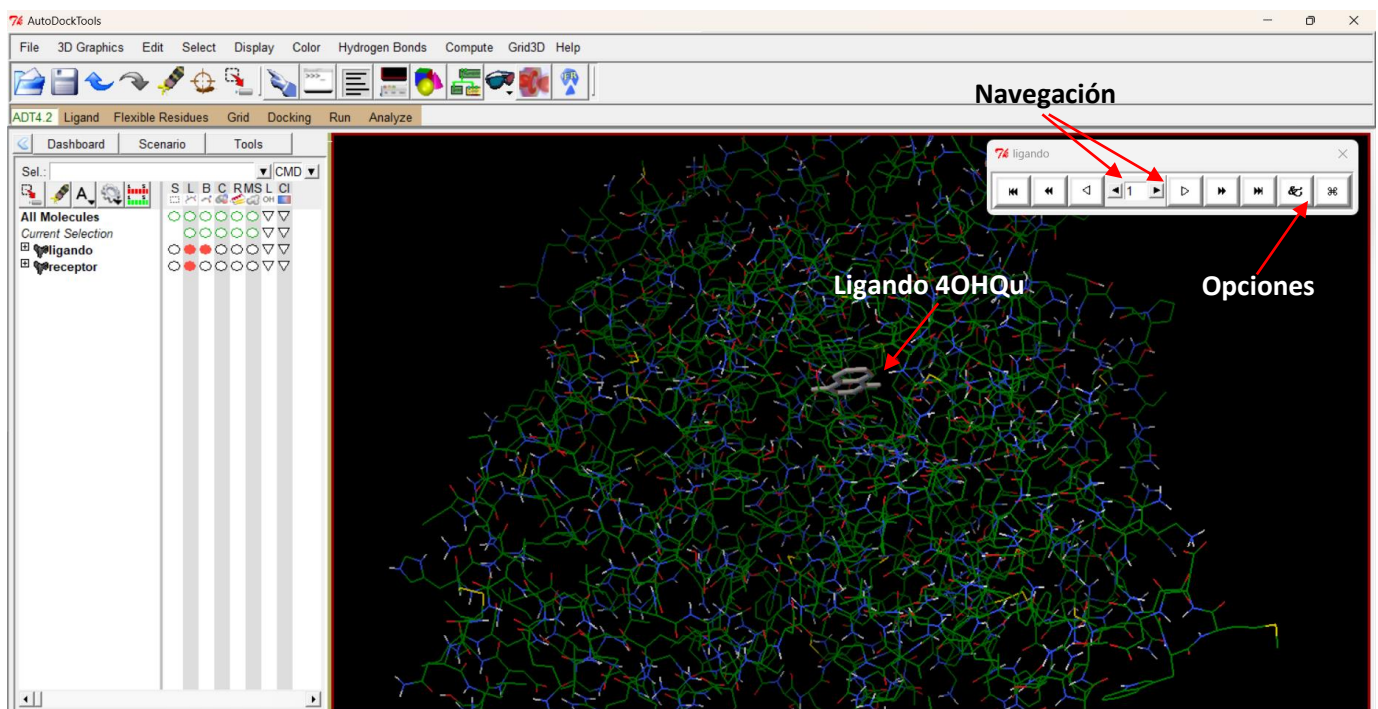 AutoDockTools
File 3D Graphics Edit Select Display Color Hydrogen Bonds Compute Grid3D Help
ADT4.2 Ligand Flexible Residues Grid Docking Run Analyze
Navegación
Dashboard Scenario Tools
Sel.: CMD
S L B C R MS L Cl
All Molecules
Current Selection
ligando
receptor
ligando
1
Ligando 4OHQu
Opciones